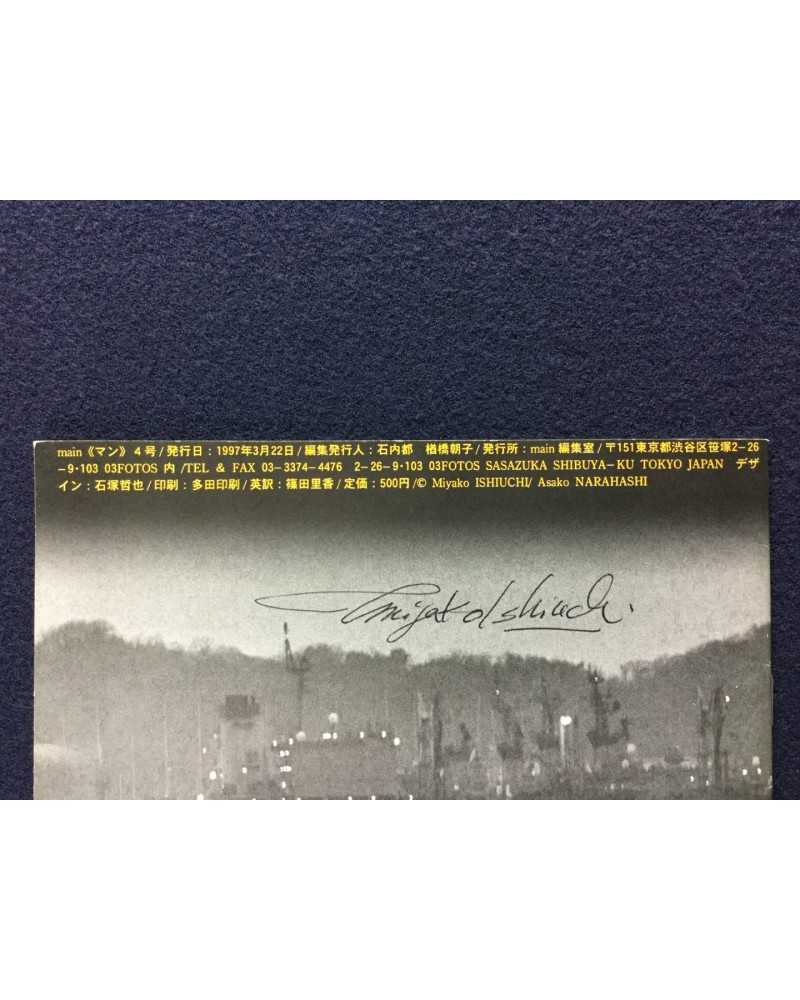 main《マン》4号/発行日：1997年3月22日/編集発行人：石内都　楢橋朝子/発行所：main 編集室/〒151東京都渋谷区笹塚2−26
−9·103 03FOTOS 内 /TEL & FAX 03−3374−4476　2−26−9·103 03FOTOS SASAZUKA SHIBUYA−KU TOKYO JAPAN　デザ
イン：石塚哲也/印刷：多田印刷/英訳：篠田里香/定価：500円/© Miyako ISHIUCHI/ Asako NARAHASHI
Miyako Ishiuchi.